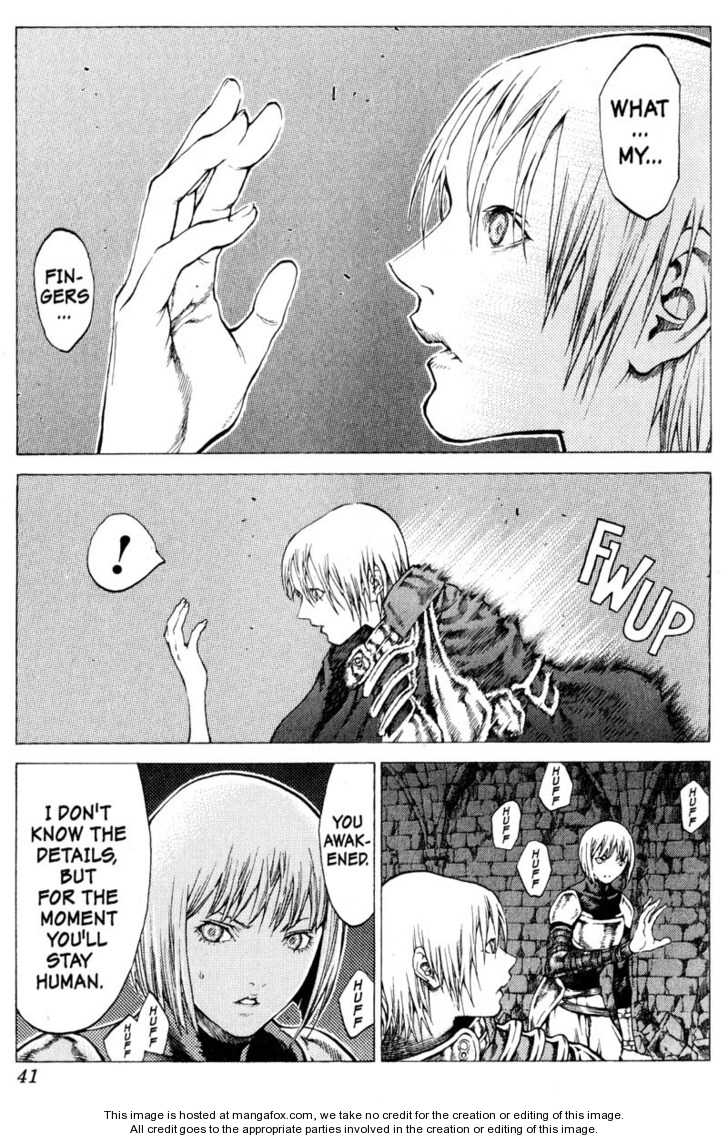 WHAT
...
MY...
FIN-
GERS
...
!
FWUP
HUFF
HUFF
HUFF
HUFF
YOU
AWAK-
ENED.
I DON'T
KNOW THE
DETAILS,
BUT
FOR THE
MOMENT
YOU'LL
STAY
HUMAN.
HUFF
HUFF
HUFF
41
This image is hosted at mangafox.com, we take no credit for the creation or editing of this image.
All credit goes to the appropriate parties involved in the creation or editing of this image.